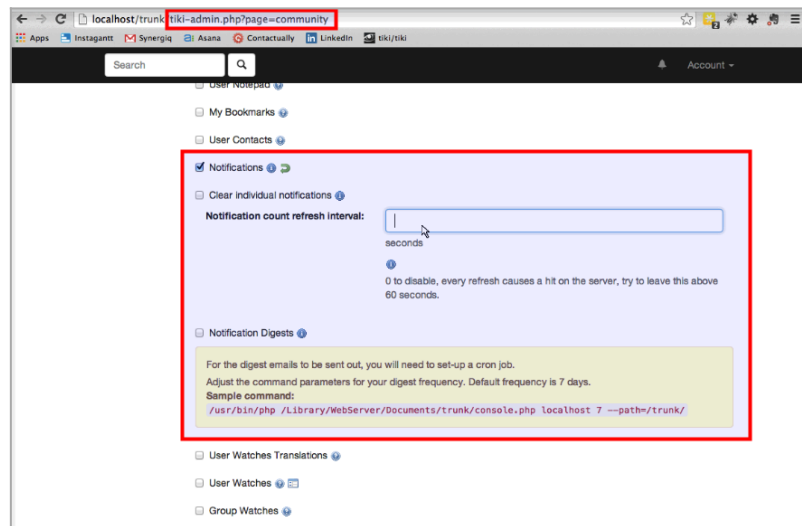 localhost/trunk/tiki-admin.php?page=community
Apps Instagantt Synergiq Asana Contactually LinkedIn tiki/tiki
Search Account
User Notepad
My Bookmarks
User Contacts
Notifications
Clear individual notifications
Notification count refresh interval:
seconds
0 to disable, every refresh causes a hit on the server, try to leave this above
60 seconds.
Notification Digests
For the digest emails to be sent out, you will need to set-up a cron job.
Adjust the command parameters for your digest frequency. Default frequency is 7 days.
Sample command:
/usr/bin/php /Library/WebServer/Documents/trunk/console.php localhost 7 --path=/trunk/
User Watches Translations
User Watches
Group Watches